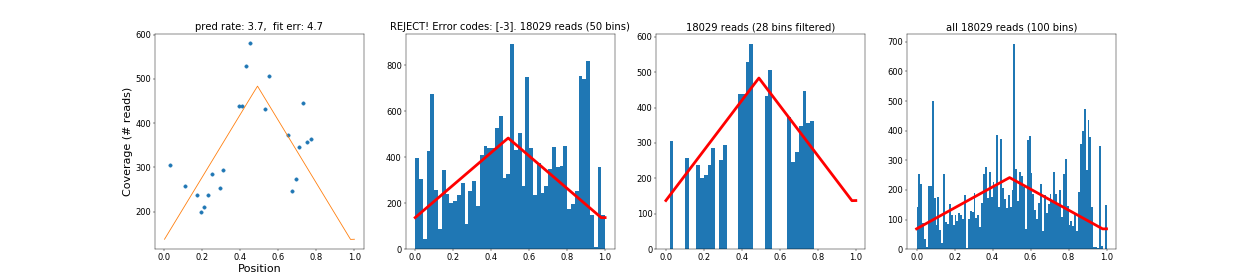 pred rate: 3.7,  fit err: 4.7
600
500
400
300
200
0.0 0.2 0.4 0.6 0.8 1.0
Coverage (# reads)
Position
REJECT! Error codes: [-3]. 18029 reads (50 bins)
800
600
400
200
0
0.0 0.2 0.4 0.6 0.8 1.0
18029 reads (28 bins filtered)
600
500
400
300
200
100
0
0.0 0.2 0.4 0.6 0.8 1.0
all 18029 reads (100 bins)
700
600
500
400
300
200
100
0
0.0 0.2 0.4 0.6 0.8 1.0